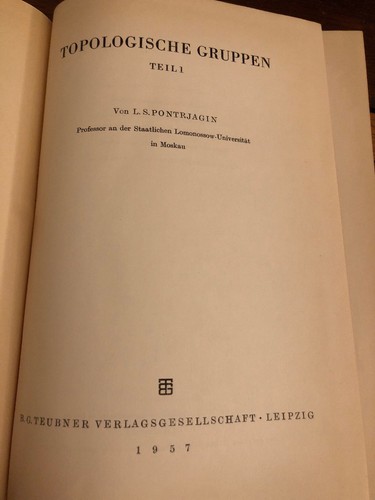 TOPOLOGISCHE GRUPPEN
TEIL 1
Von L. S. PONTRJAGIN
Professor an der Staatlichen Lomonossow-Universität
in Moskau
B. G. TEUBNER VERLAGSGESELLSCHAFT · LEIPZIG
1957